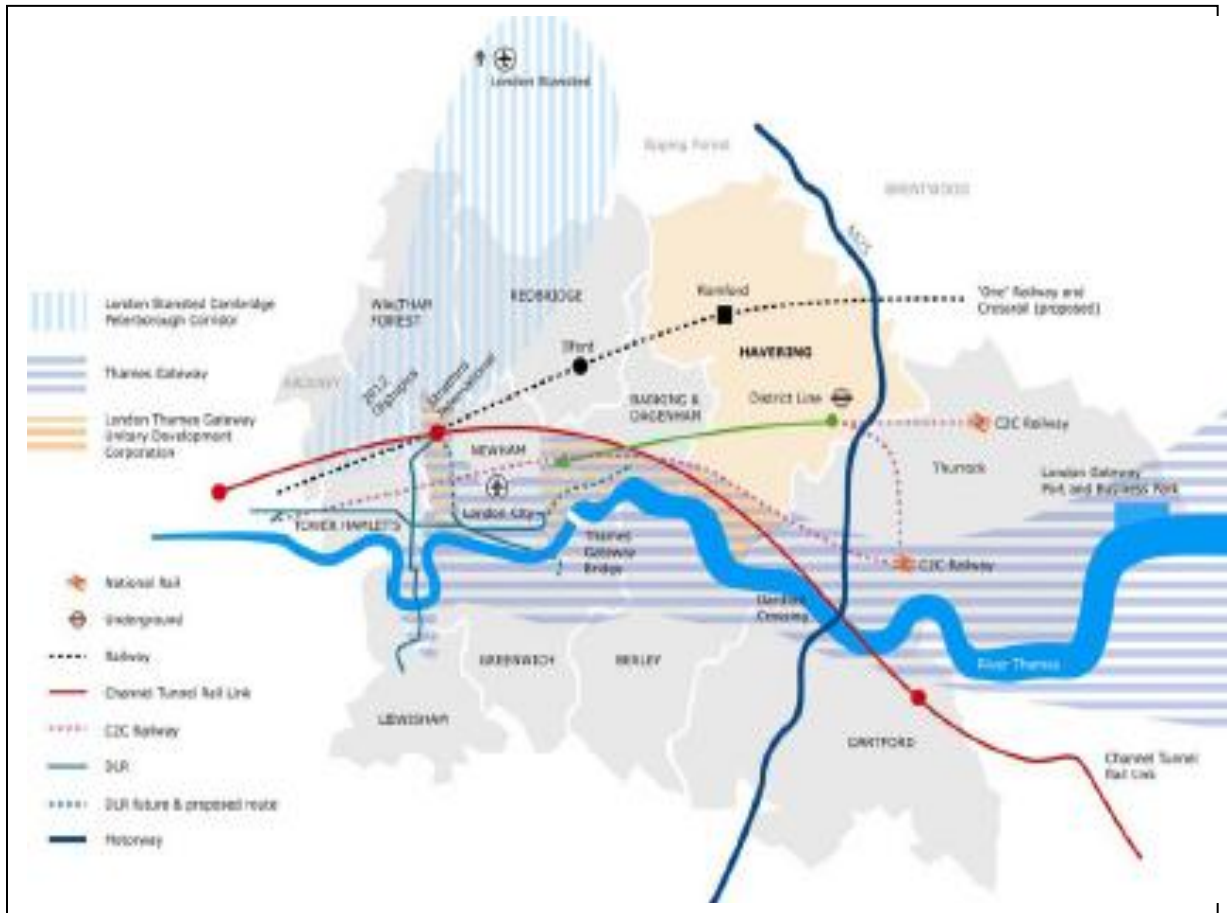 London Stansted
Epping Forest
BRENTWOOD
M25
London Stansted Cambridge
Peterborough Corridor
WALTHAM
FOREST
REDBRIDGE
Romford
'One' Railway and
Crossrail (proposed)
Ilford
HAVERING
Thames Gateway
HACKNEY
2012
Olympics
Stratford
International
BARKING &
DAGENHAM
District Line
London Thames Gateway
Unitary Development
Corporation
NEWHAM
C2C Railway
Thurrock
London Gateway
Port and Business Park
London City
TOWER HAMLETS
Thames
Gateway
Bridge
C2C Railway
National Rail
Dartford
Crossing
Underground
Railway
GREENWICH
BEXLEY
River Thames
Channel Tunnel Rail Link
LEWISHAM
C2C Railway
DARTFORD
Channel Tunnel
Rail Link
DLR
DLR future & proposed route
Motorway